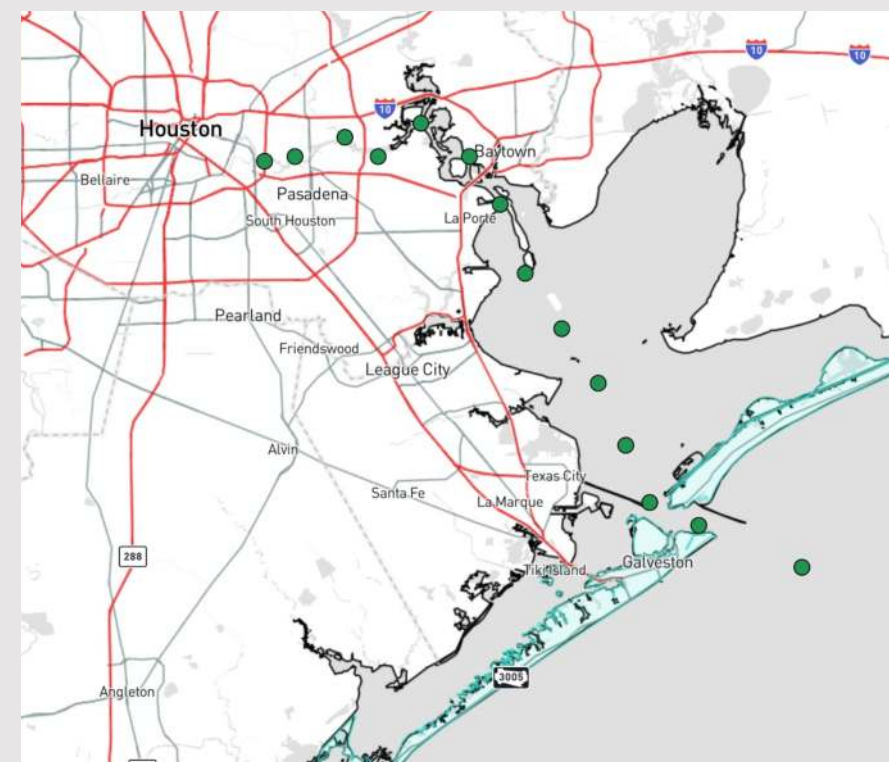 10
10
10
Houston
Baytown
Bellaire
Pasadena
La Porte
South Houston
Pearland
Friendswood
League City
Alvin
Texas City
Santa Fe
La Marque
288
Galveston
Tiki Island
3005
Angleton